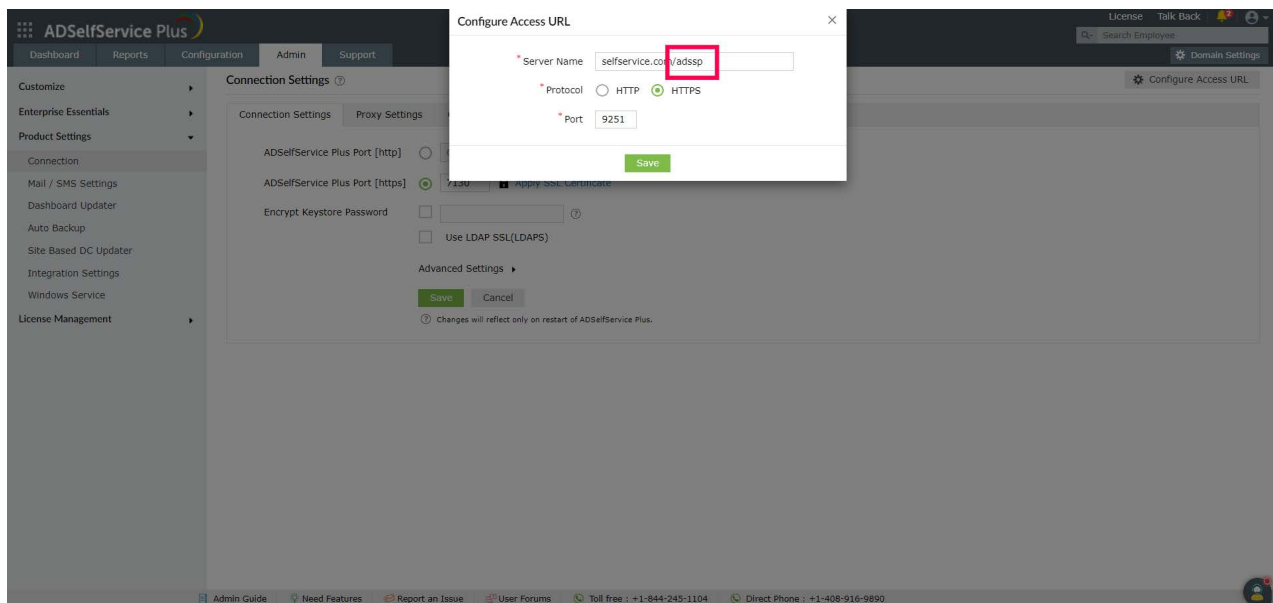 ADSelfService Plus
License Talk Back 2
Search Employee
Dashboard Reports Configuration Admin Support
Domain Settings
Configure Access URL
* Server Name selfservice.com/adssp
* Protocol HTTP HTTPS
* Port 9251
Save
Customize
Enterprise Essentials
Product Settings
Connection
Mail / SMS Settings
Dashboard Updater
Auto Backup
Site Based DC Updater
Integration Settings
Windows Service
License Management
Connection Settings
Configure Access URL
Connection Settings Proxy Settings
ADSelfService Plus Port [http]
ADSelfService Plus Port [https] 7130 Apply SSL Certificate
Encrypt Keystore Password
Use LDAP SSL(LDAPS)
Advanced Settings
Save Cancel
Changes will reflect only on restart of ADSelfService Plus.
Admin Guide Need Features Report an Issue User Forums Toll free : +1-844-245-1104 Direct Phone : +1-408-916-9890